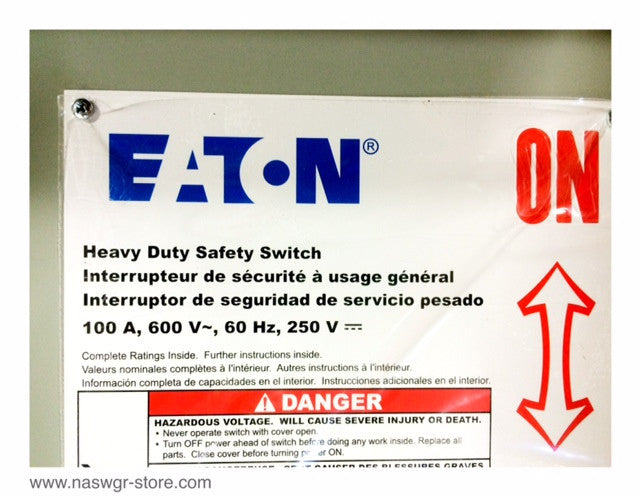 EATON®
ON
Heavy Duty Safety Switch
Interrupteur de sécurité à usage général
Interruptor de seguridad de servicio pesado
100 A, 600 V~, 60 Hz, 250 V ⎓
Complete Ratings Inside. Further instructions inside.
Valeurs nominales complètes à l'intérieur. Autres instructions à l'intérieur.
Información completa de capacidades en el interior. Instrucciones adicionales en el interior.
⚠ DANGER
HAZARDOUS VOLTAGE. WILL CAUSE SEVERE INJURY OR DEATH.
• Never operate switch with cover open.
• Turn OFF power ahead of switch before doing any work inside. Replace all
parts. Close cover before turning power ON.
CAUSER DES BLESSURES GRAVES
www.naswgr-store.com